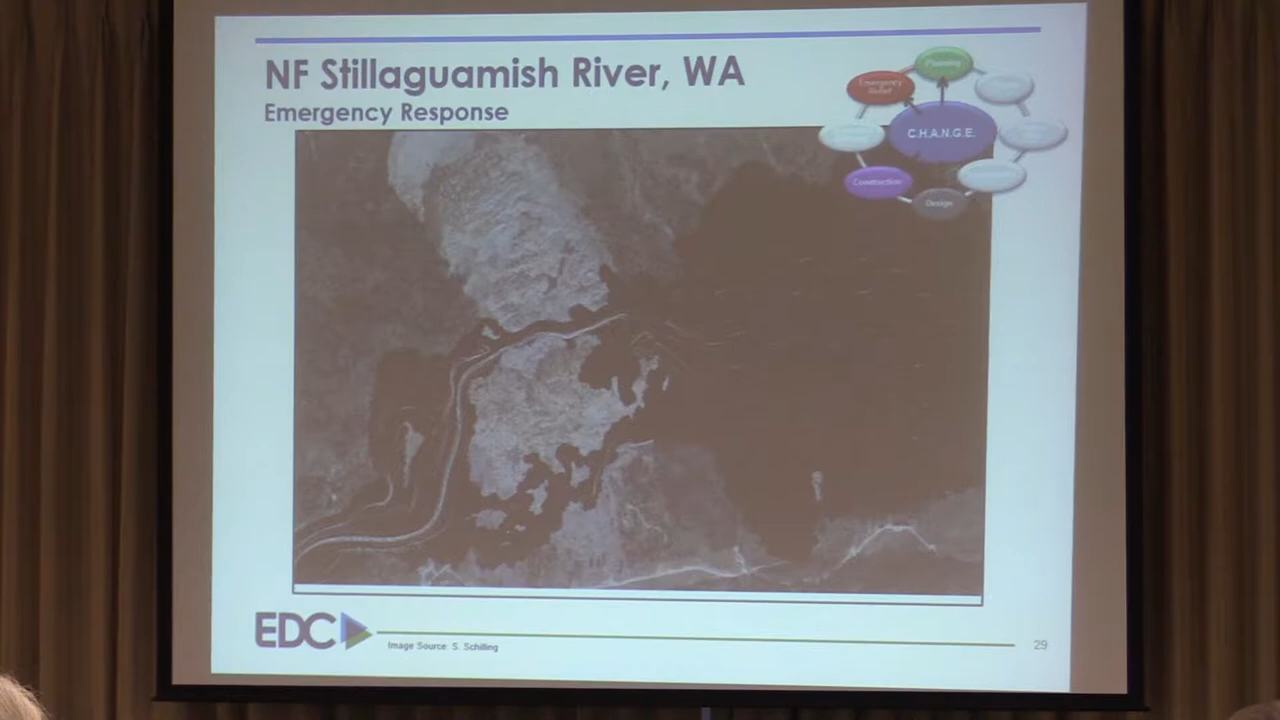 NF Stillaguamish River, WA
Emergency Response
Planning
Emergency
Relief
C.H.A.N.G.E.
Construction
Design
EDC
Image Source: S. Schilling
29